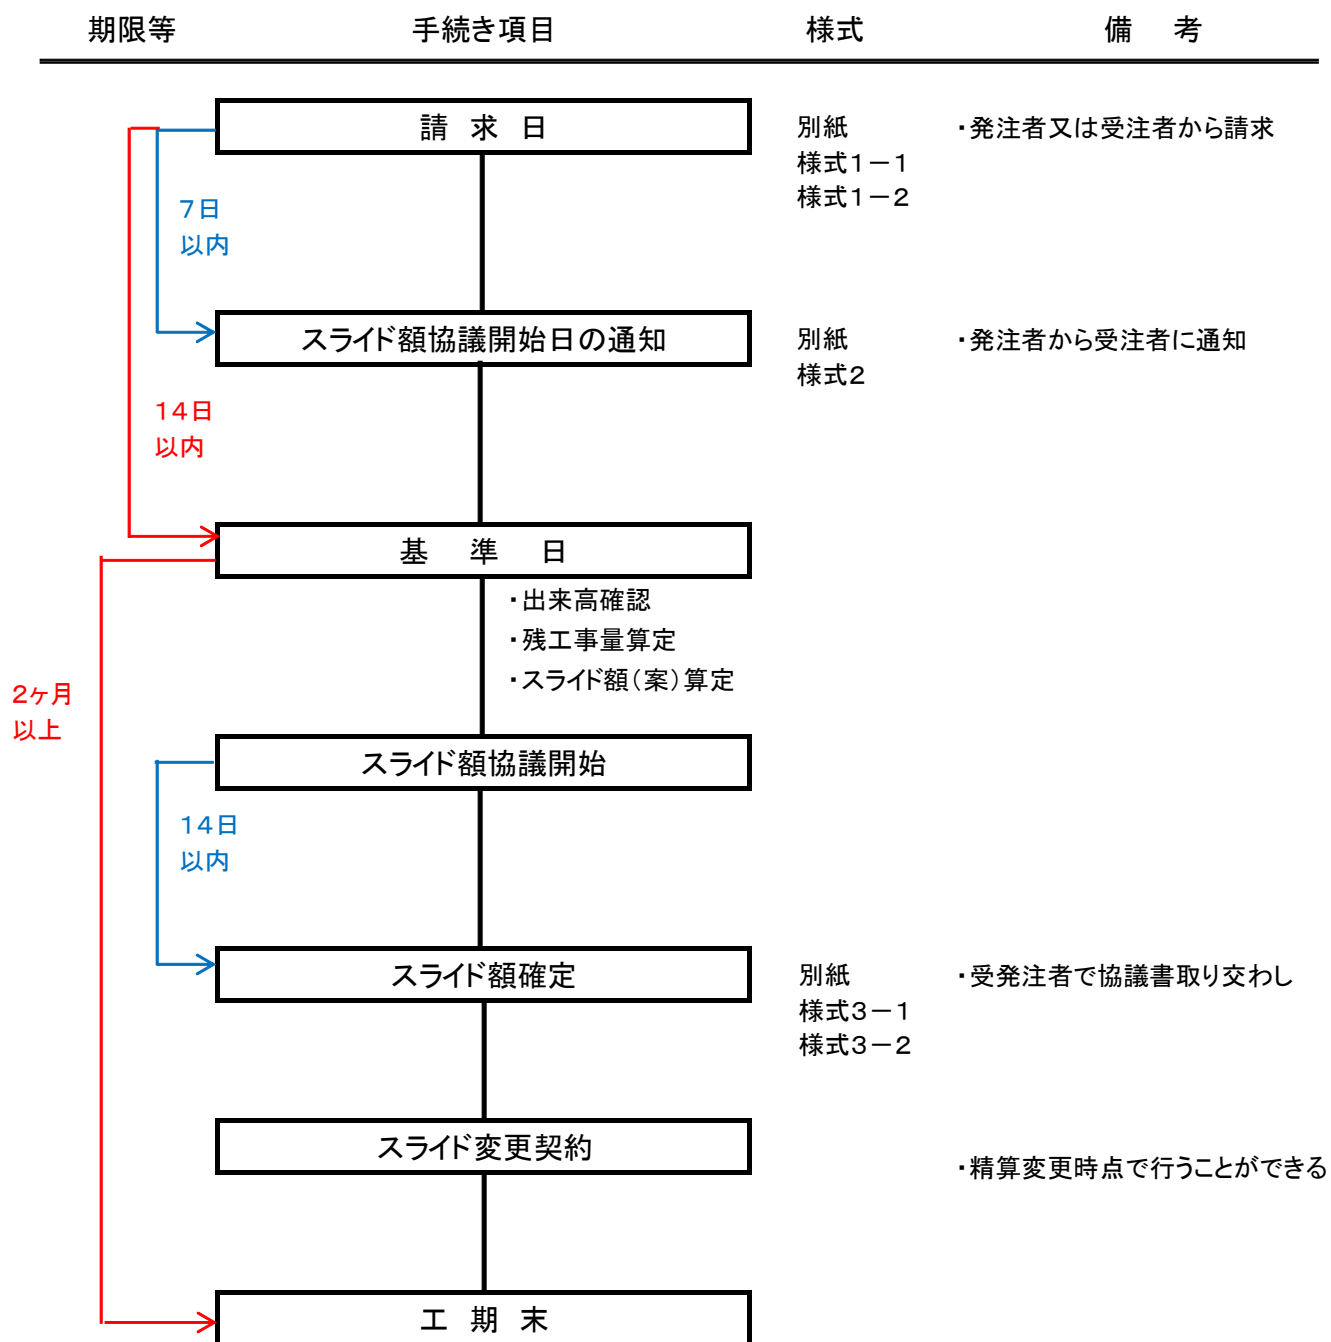 期限等 手続き項目 様式 備 考
請 求 日 別紙 ・発注者又は受注者から請求
様式1－1
様式1－2
7日
以内
スライド額協議開始日の通知 別紙 ・発注者から受注者に通知
様式2
14日
以内
基 準 日
・出来高確認
・残工事量算定
・スライド額（案）算定
2ヶ月
以上
スライド額協議開始
14日
以内
スライド額確定 別紙 ・受発注者で協議書取り交わし
様式3－1
様式3－2
スライド変更契約
・精算変更時点で行うことができる
工 期 末